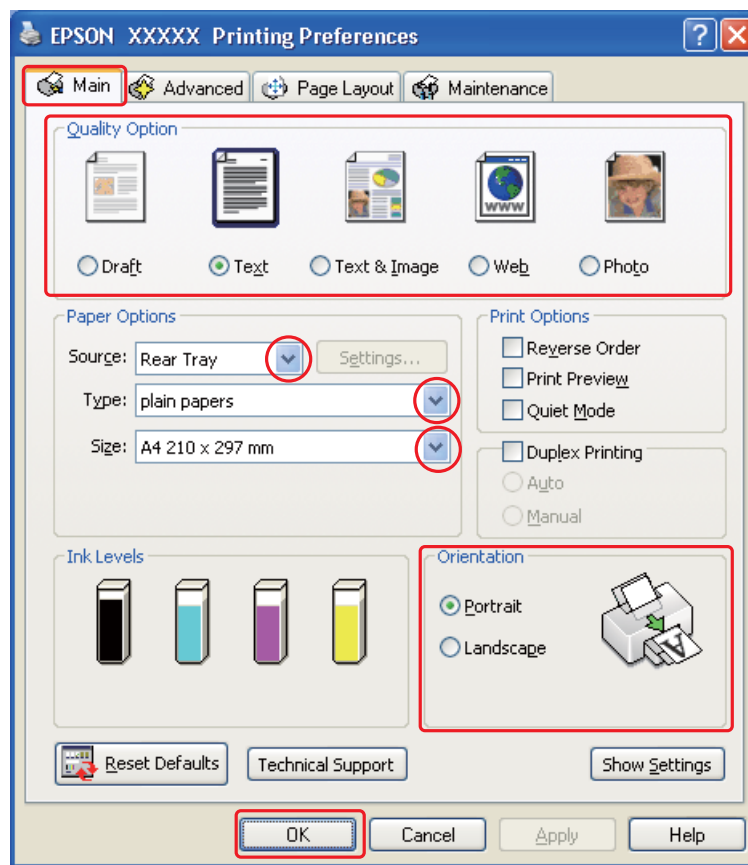 EPSON XXXXX Printing Preferences
Main Advanced Page Layout Maintenance
Quality Option
WWW
Draft Text Text & Image Web Photo
Paper Options
Source: Rear Tray Settings...
Type: plain papers
Size: A4 210 x 297 mm
Print Options
Reverse Order
Print Preview
Quiet Mode
Duplex Printing
Auto
Manual
Ink Levels
Orientation
Portrait
Landscape
A
Reset Defaults Technical Support Show Settings
OK Cancel Apply Help